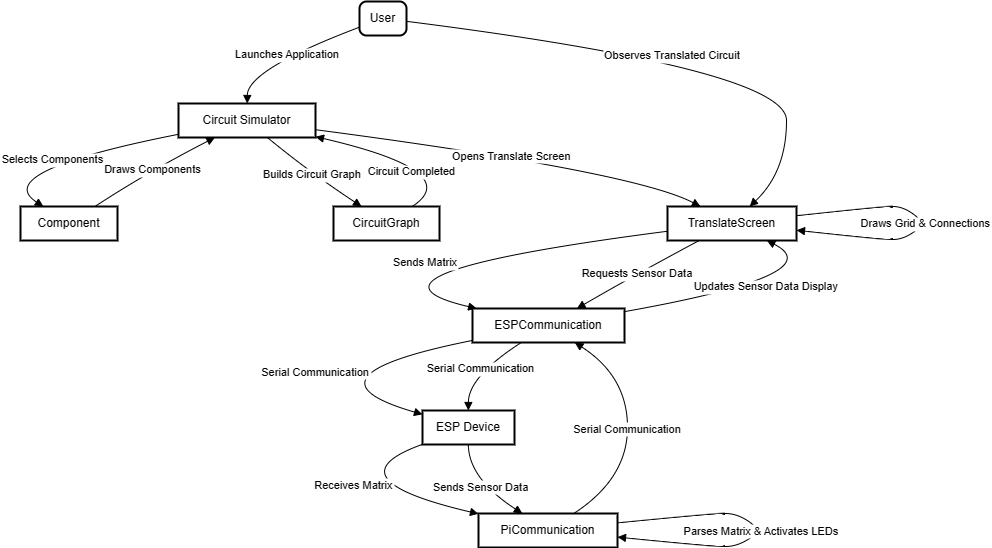 User
Launches Application
Observes Translated Circuit
Circuit Simulator
Selects Components
Draws Components
Builds Circuit Graph
Circuit Completed
Opens Translate Screen
Component
CircuitGraph
TranslateScreen
Draws Grid & Connections
Sends Matrix
Requests Sensor Data
Updates Sensor Data Display
ESPCommunication
Serial Communication
Serial Communication
ESP Device
Serial Communication
Receives Matrix
Sends Sensor Data
PiCommunication
Parses Matrix & Activates LEDs